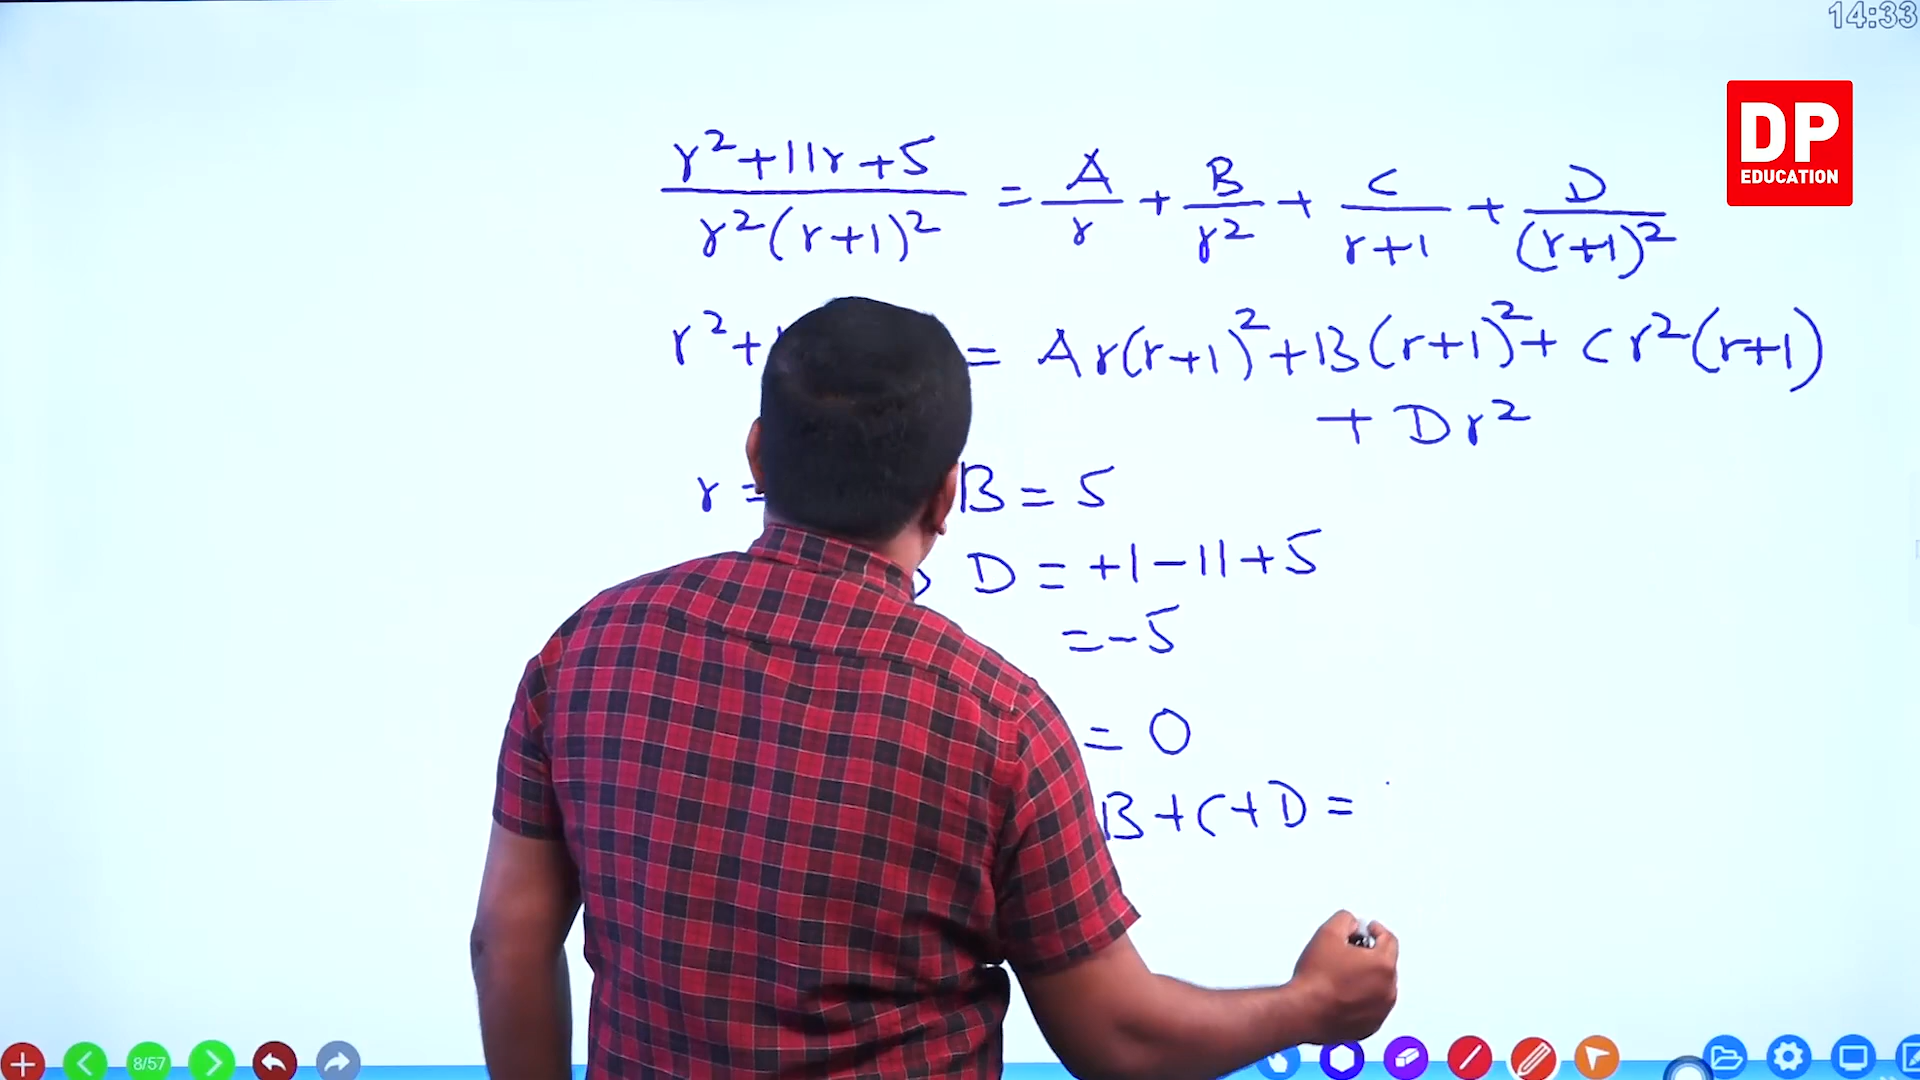 14:33
DP
EDUCATION
r²+11r+5 / r²(r+1)² = A/r + B/r² + C/r+1 + D/(r+1)²
r²+ = Ar(r+1)²+B(r+1)²+ Cr²(r+1)
+ Dr²
r= B = 5
D = +1-11+5
=-5
= 0
B+C+D =
8/57